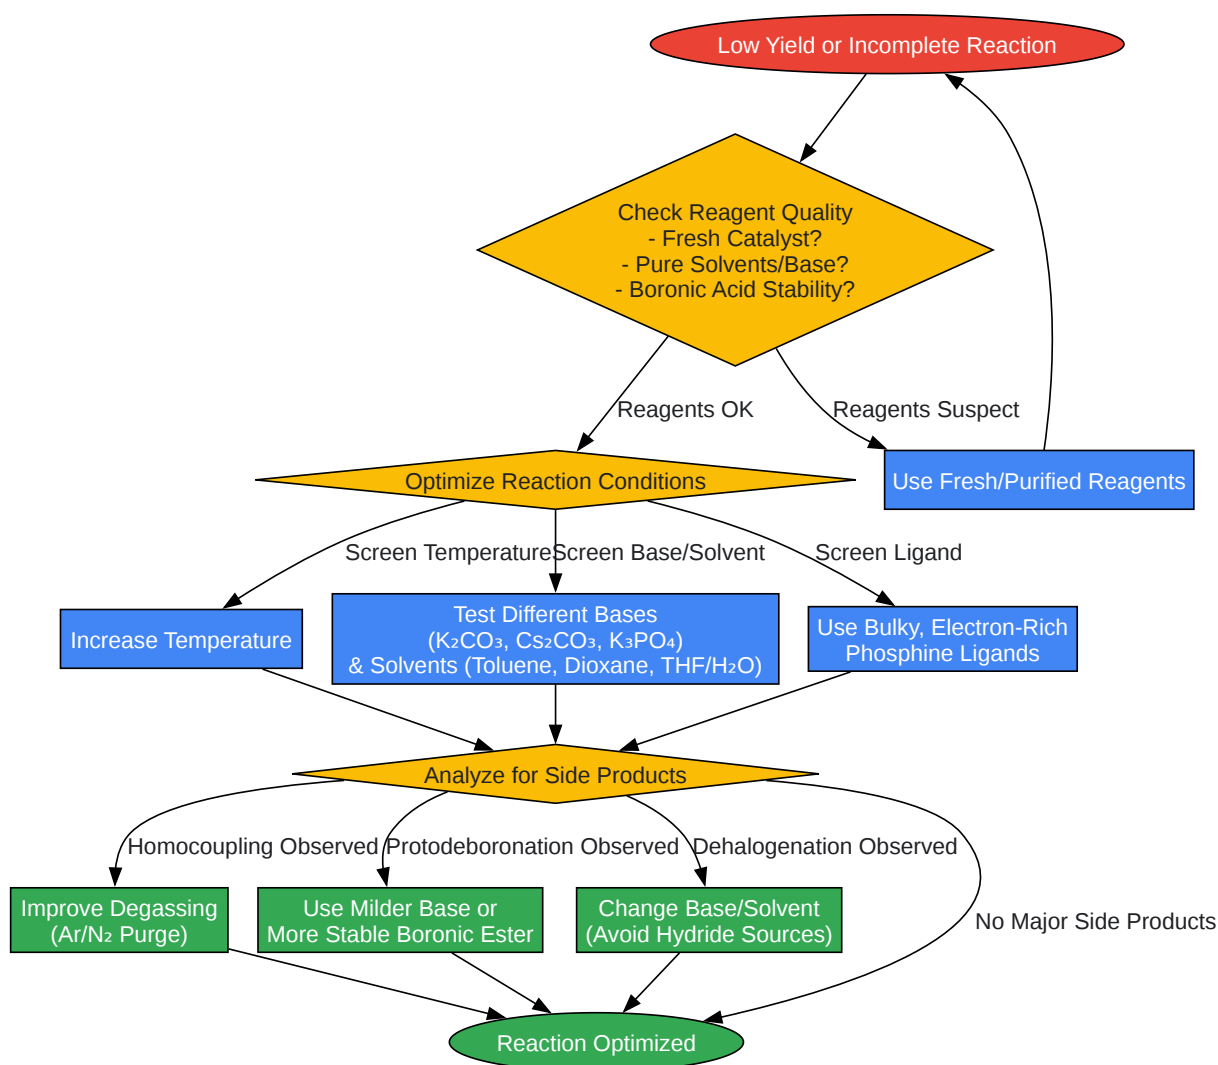 Low Yield or Incomplete Reaction
Check Reagent Quality
- Fresh Catalyst?
- Pure Solvents/Base?
- Boronic Acid Stability?
Reagents OK
Reagents Suspect
Optimize Reaction Conditions
Use Fresh/Purified Reagents
Screen Temperature
Screen Base/Solvent
Screen Ligand
Increase Temperature
Test Different Bases
(K₂CO₃, Cs₂CO₃, K₃PO₄)
& Solvents (Toluene, Dioxane, THF/H₂O)
Use Bulky, Electron-Rich
Phosphine Ligands
Analyze for Side Products
Homocoupling Observed
Protodeboronation Observed
Dehalogenation Observed
No Major Side Products
Improve Degassing
(Ar/N₂ Purge)
Use Milder Base or
More Stable Boronic Ester
Change Base/Solvent
(Avoid Hydride Sources)
Reaction Optimized